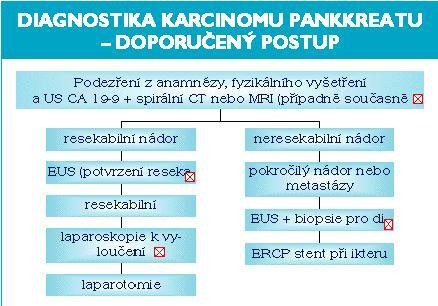 DIAGNOSTIKA KARCINOMU PANKKREATU
– DOPORUČENÝ POSTUP
Podezření z anamnézy, fyzikálního vyšetření
a US CA 19-9 + spirální CT nebo MRI (případně současně
resekabilní nádor
EUS (potvrzení reseka
resekabilní
laparoskopie k vy-
loučení
laparotomie
neresekabilní nádor
pokročilý nádor nebo
metastázy
EUS + biopsie pro di
ERCP stent při ikteru